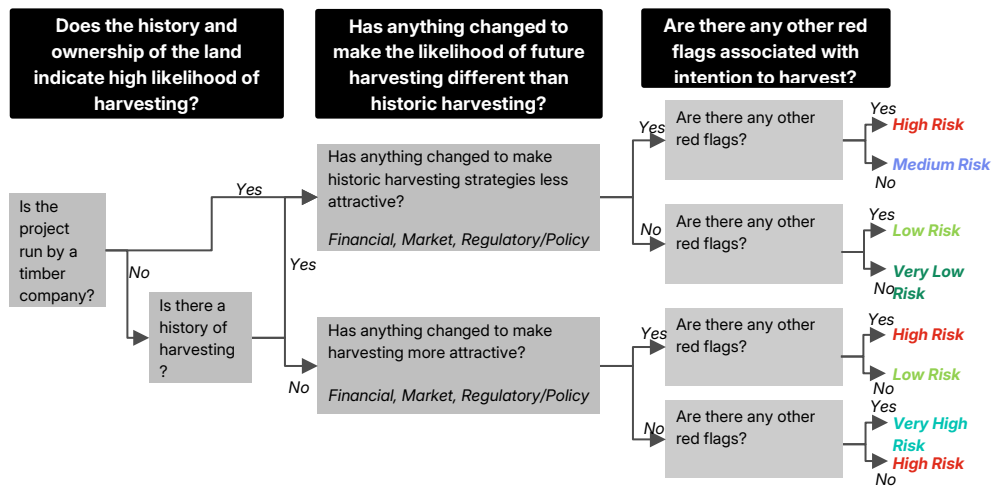 Does the history and
ownership of the land
indicate high likelihood of
harvesting?
Has anything changed to
make the likelihood of future
harvesting different than
historic harvesting?
Are there any other red
flags associated with
intention to harvest?
Is the
project
run by a
timber
company?
Yes
No
Is there a
history of
harvesting
?
Yes
No
Has anything changed to make
historic harvesting strategies less
attractive?
Financial, Market, Regulatory/Policy
Has anything changed to make
harvesting more attractive?
Financial, Market, Regulatory/Policy
Yes
No
Yes
No
Are there any other
red flags?
Yes
High Risk
Medium Risk
No
Are there any other
red flags?
Yes
Low Risk
Very Low
Risk
No
Are there any other
red flags?
Yes
High Risk
Low Risk
No
Are there any other
red flags?
Yes
Very High
Risk
High Risk
No